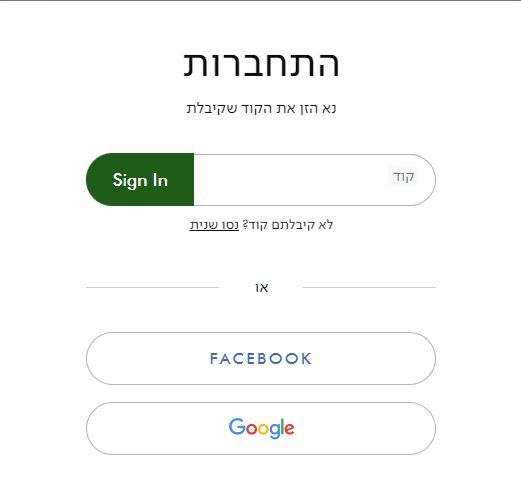 התחברות
נא הזן את הקוד שקיבלת
קוד
Sign In
לא קיבלתם קוד? נסו שנית
או
FACEBOOK
Google